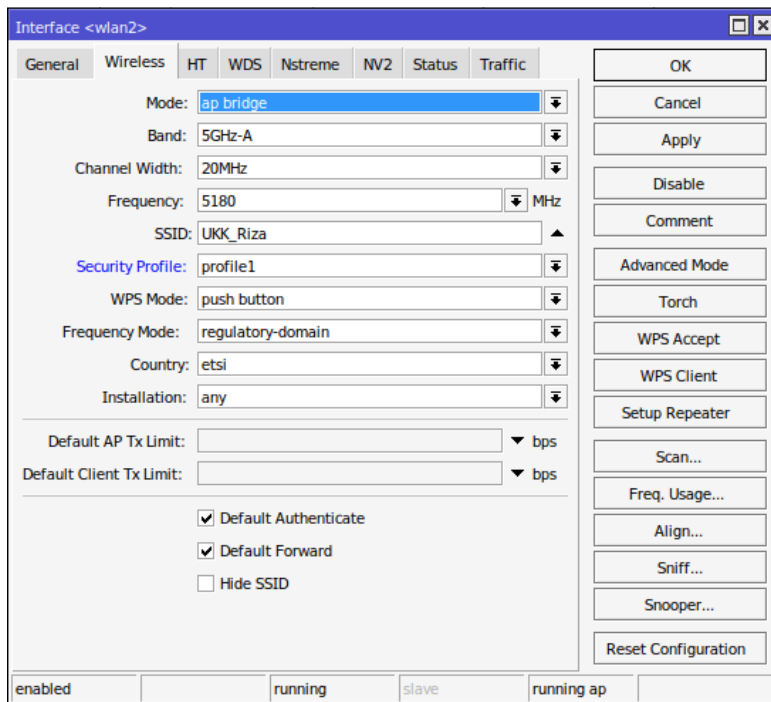 Interface <wlan2>
General Wireless HT WDS Nstreme NV2 Status Traffic
Mode: ap bridge
Band: 5GHz-A
Channel Width: 20MHz
Frequency: 5180 MHz
SSID: UKK_Riza
Security Profile: profile1
WPS Mode: push button
Frequency Mode: regulatory-domain
Country: etsi
Installation: any
Default AP Tx Limit: bps
Default Client Tx Limit: bps
Default Authenticate
Default Forward
Hide SSID
OK
Cancel
Apply
Disable
Comment
Advanced Mode
Torch
WPS Accept
WPS Client
Setup Repeater
Scan...
Freq. Usage...
Align...
Sniff...
Snooper...
Reset Configuration
enabled running slave running ap